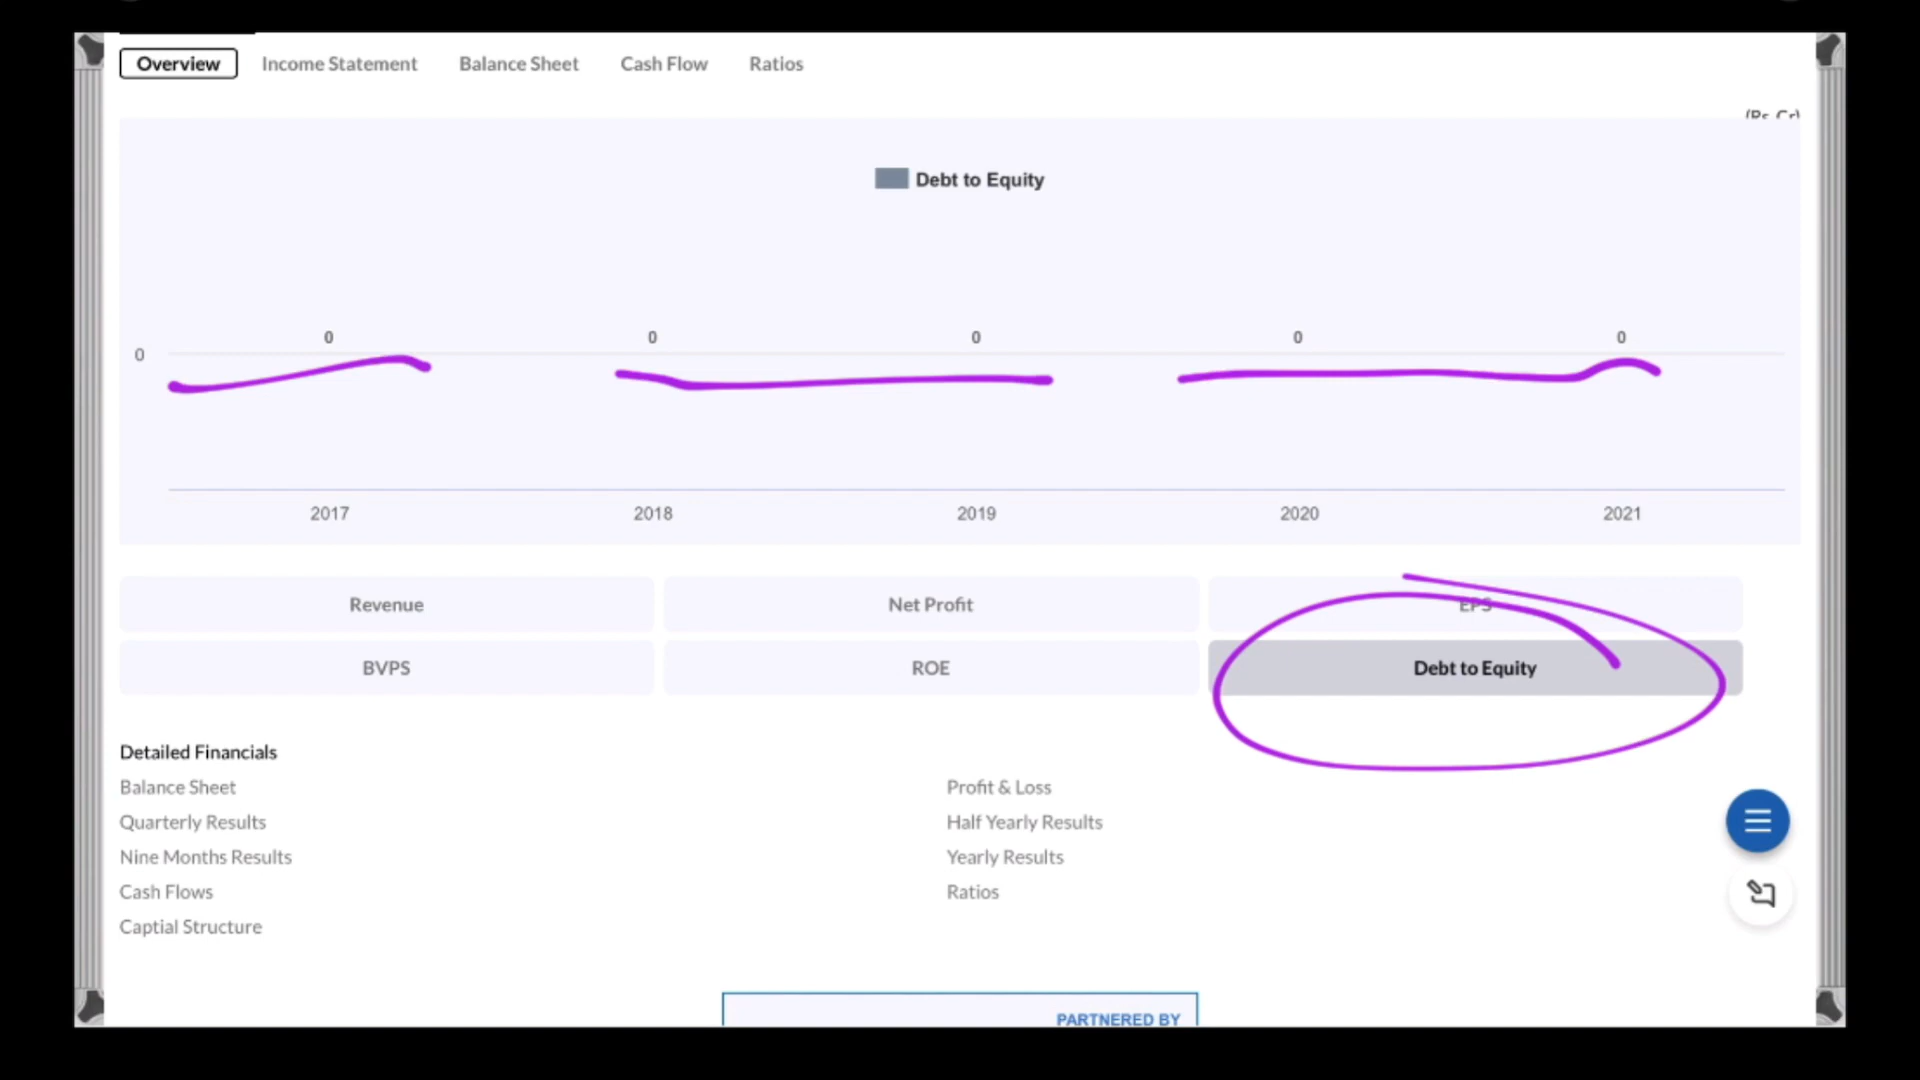 Overview Income Statement Balance Sheet Cash Flow Ratios
(Rs. Cr)
Debt to Equity
0 0 0 0 0
0
2017 2018 2019 2020 2021
Revenue Net Profit EPS
BVPS ROE Debt to Equity
Detailed Financials
Balance Sheet Profit & Loss
Quarterly Results Half Yearly Results
Nine Months Results Yearly Results
Cash Flows Ratios
Captial Structure
PARTNERED BY